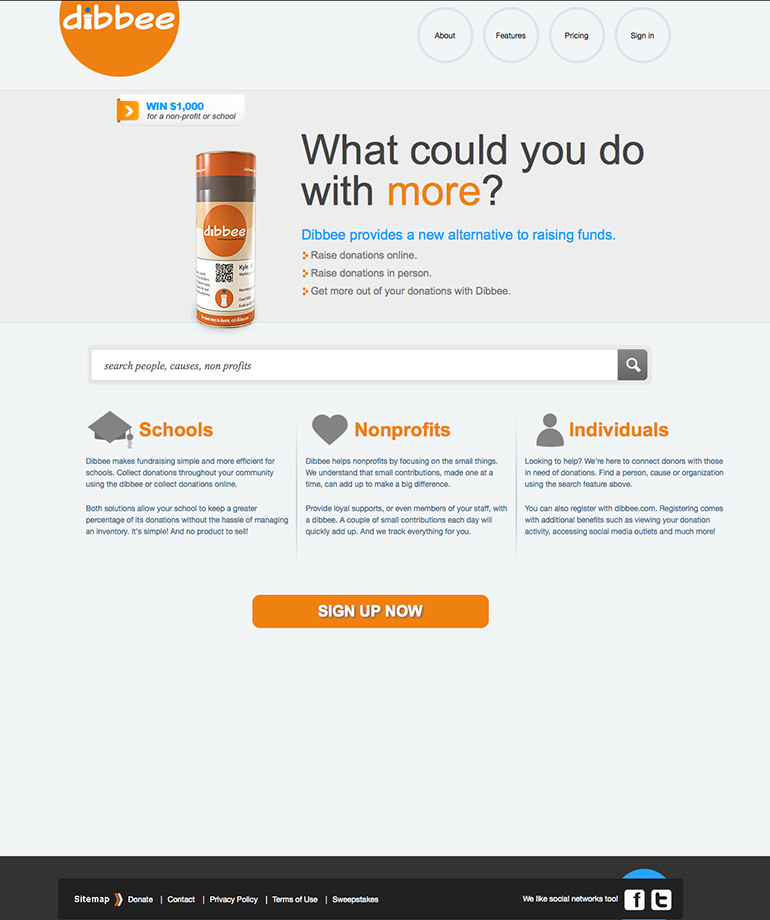 dibbee
About
Features
Pricing
Sign in
WIN $1,000
for a non-profit or school
What could you do
with more?
Dibbee provides a new alternative to raising funds.
Raise donations online.
Raise donations in person.
Get more out of your donations with Dibbee.
dibbee
Kyle
search people, causes, non profits
Schools
Dibbee makes fundraising simple and more efficient for
schools. Collect donations throughout your community
using the dibbee or collect donations online.
Both solutions allow your school to keep a greater
percentage of its donations without the hassle of managing
an inventory. It's simple! And no product to sell!
Nonprofits
Dibbee helps nonprofits by focusing on the small things.
We understand that small contributions, made one at a
time, can add up to make a big difference.
Provide loyal supports, or even members of your staff, with
a dibbee. A couple of small contributions each day will
quickly add up. And we track everything for you.
Individuals
Looking to help? We're here to connect donors with those
in need of donations. Find a person, cause or organization
using the search feature above.
You can also register with dibbee.com. Registering comes
with additional benefits such as viewing your donation
activity, accessing social media outlets and much more!
SIGN UP NOW
Sitemap Donate | Contact | Privacy Policy | Terms of Use | Sweepstakes
We like social networks too! f t